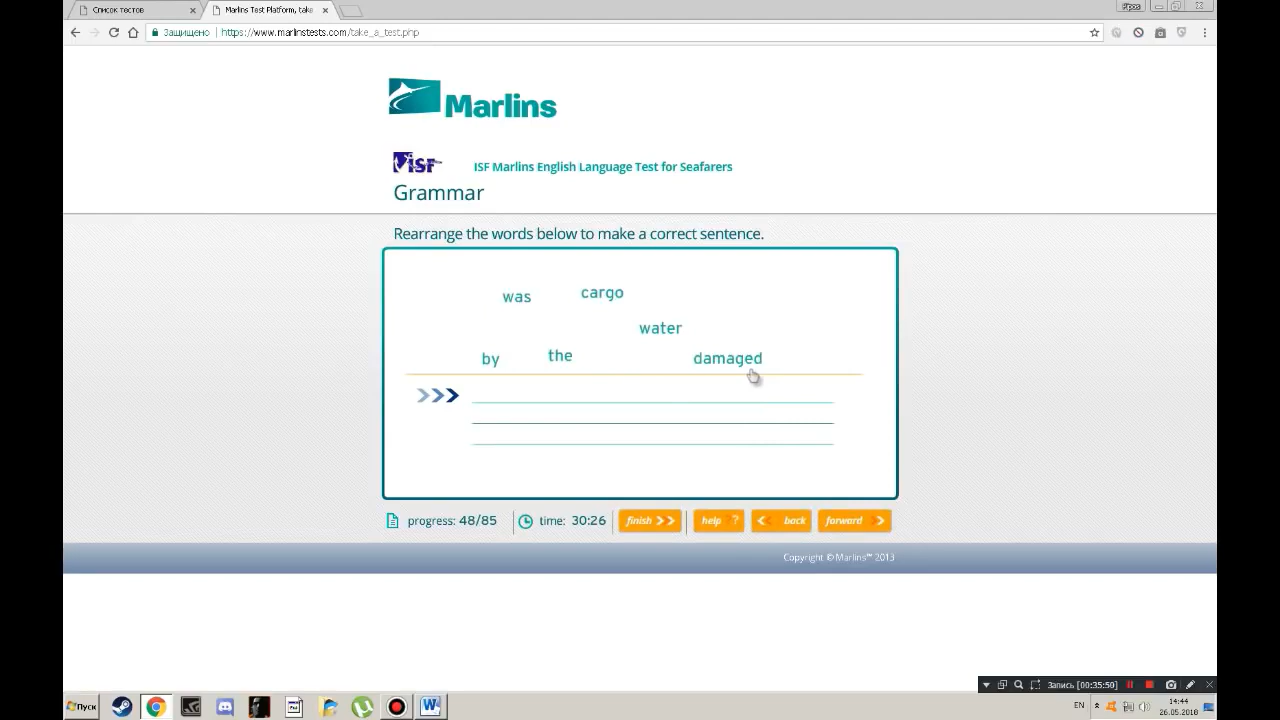 Список тестов
Marlins Test Platform, take
Защищено
https://www.marlinstests.com/take_a_test.php
Marlins
ISF
ISF Marlins English Language Test for Seafarers
Grammar
Rearrange the words below to make a correct sentence.
was
cargo
water
by
the
damaged
progress: 48/85
time: 30:26
finish
help ?
back
forward
Copyright © Marlins™ 2013
Запись [00:35:50]
Пуск
EN
14:44
26.05.2018